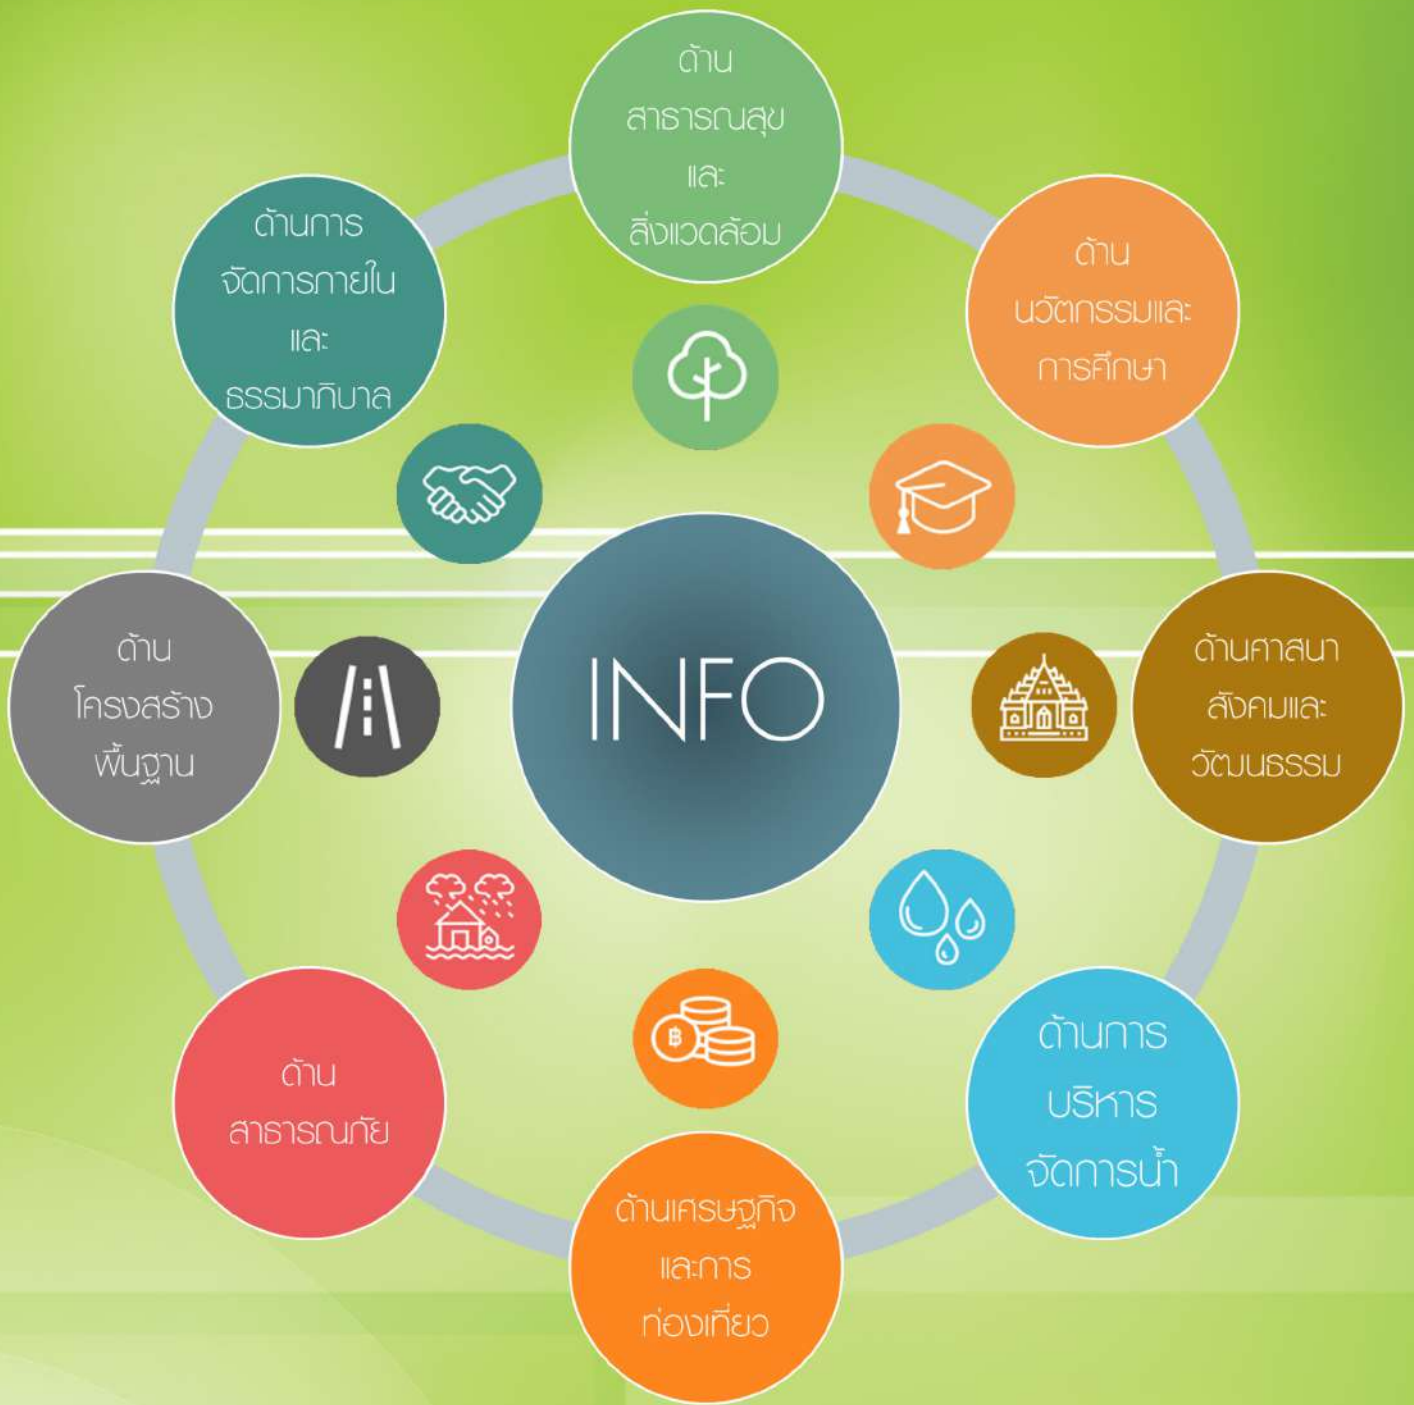 ด้าน
สาธารณสุข
และ
สิ่งแวดล้อม
ด้าน
นวัตกรรมและ
การศึกษา
ด้านศาสนา
สังคมและ
วัฒนธรรม
ด้านการ
บริหาร
จัดการน้ำ
ด้านเศรษฐกิจ
และการ
ท่องเที่ยว
ด้าน
สาธารณภัย
ด้าน
โครงสร้าง
พื้นฐาน
ด้านการ
จัดการภายใน
และ
ธรรมาภิบาล
INFO
฿